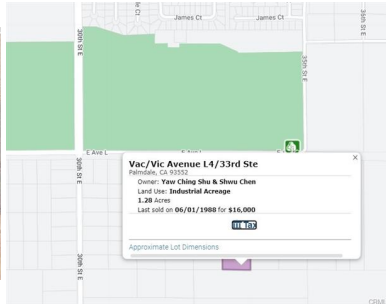 James Ct
James Ct
30th St E
35th St E
35th St E
E Ave L
E Ave L
Vac/Vic Avenue L4/33rd Ste
Palmdale, CA 93552
Owner: Yaw Ching Shu & Shwu Chen
Land Use: Industrial Acreage
1.28 Acres
Last sold on 06/01/1988 for $16,000
Tax
Approximate Lot Dimensions
30th St E
30th St E
CRMLS